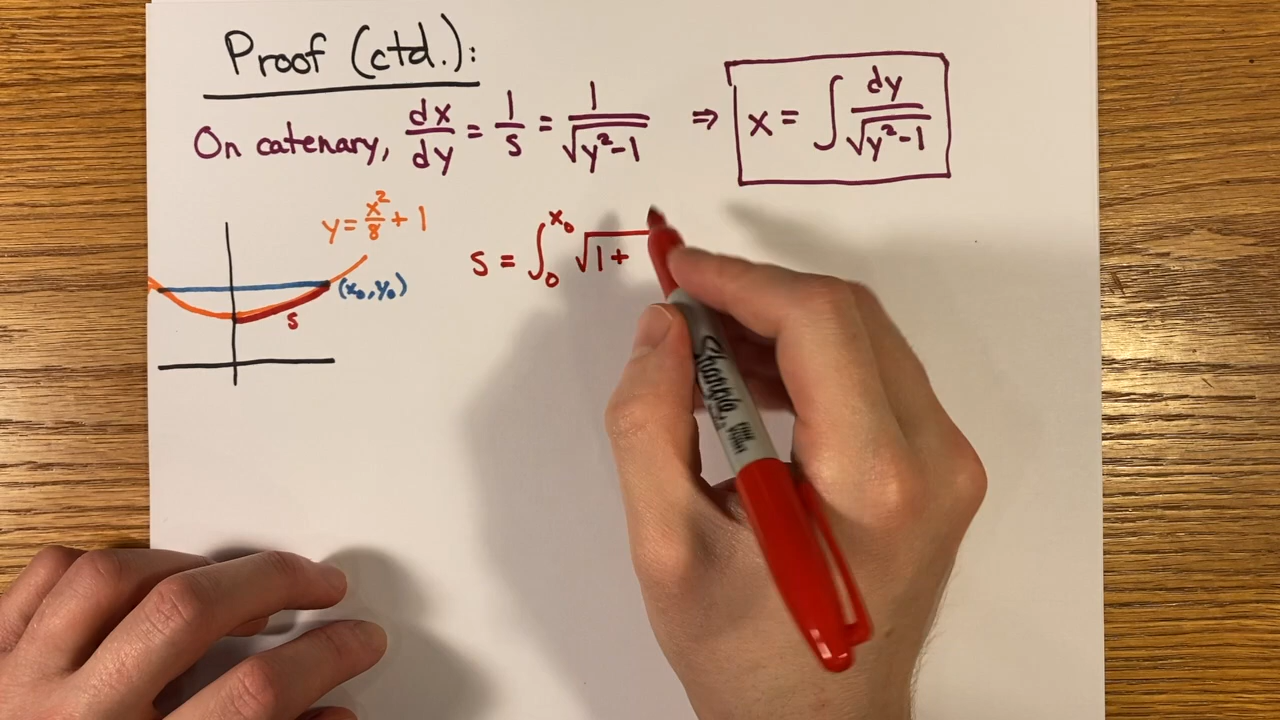 Proof (ctd.):
On catenary, dx/dy = 1/s = 1/√(y²-1) ⇒ x = ∫ dy/√(y²-1)
y = x²/8 + 1
s = ∫₀^x₀ √(1+
(x₀, y₀)
s
Sharpie